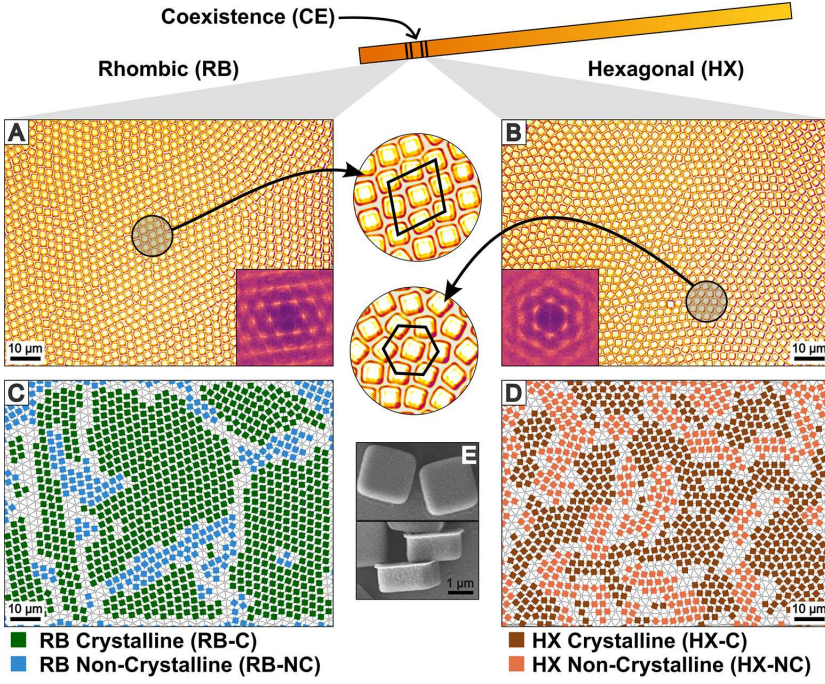 Coexistence (CE)
Rhombic (RB)
Hexagonal (HX)
A
B
10 µm
10 µm
C
D
E
1 µm
10 µm
10 µm
RB Crystalline (RB-C)
HX Crystalline (HX-C)
RB Non-Crystalline (RB-NC)
HX Non-Crystalline (HX-NC)